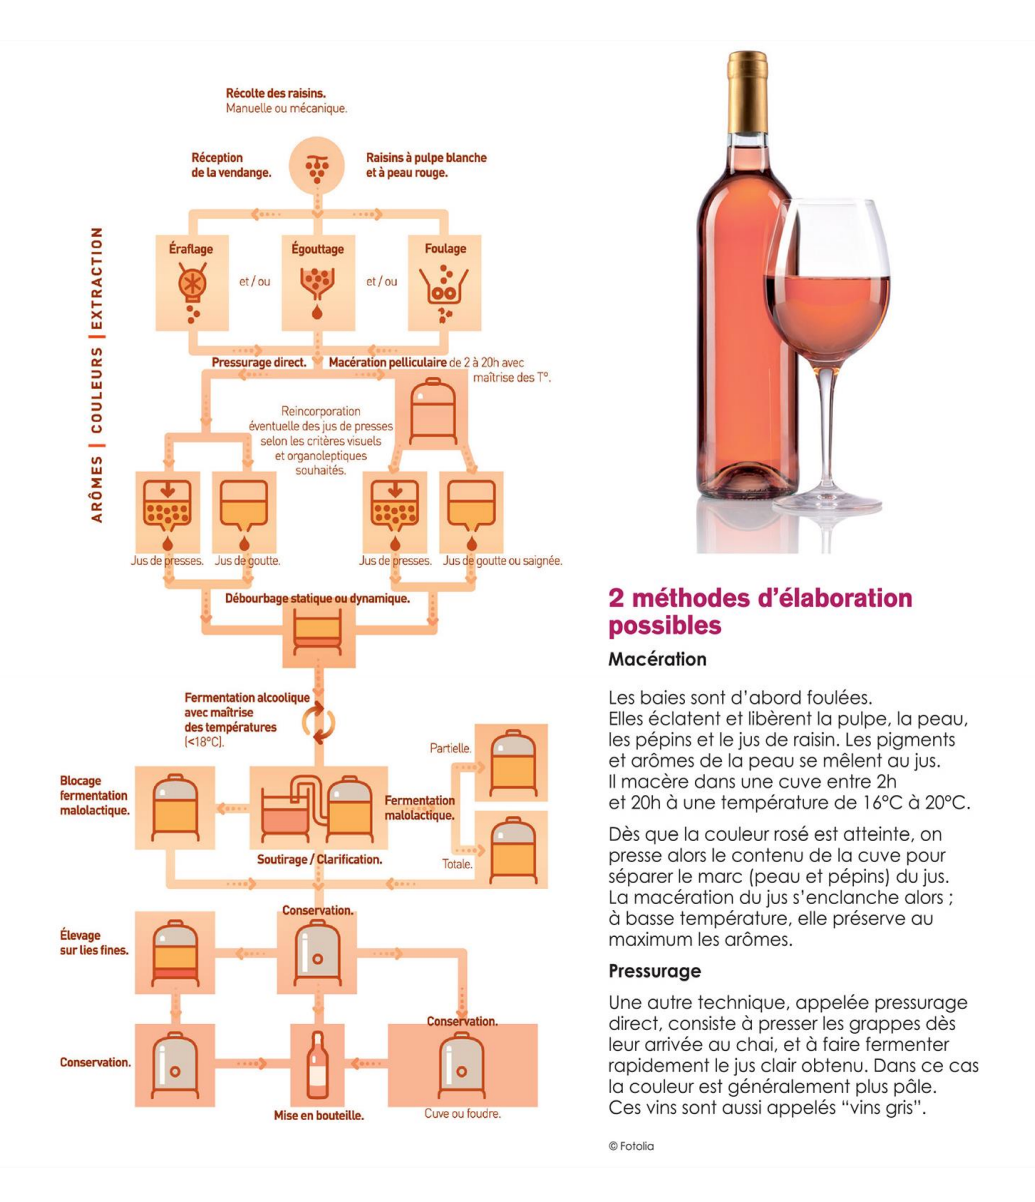 Récolte des raisins.
Manuelle ou mécanique.
Réception
de la vendange.
Raisins à pulpe blanche
et à peau rouge.
ARÔMES | COULEURS | EXTRACTION
Éraflage
et / ou
Égouttage
et / ou
Foulage
Pressurage direct.
Macération pelliculaire de 2 à 20h avec
maîtrise des T°.
Reincorporation
éventuelle des jus de presses
selon les critères visuels
et organoleptiques
souhaités.
Jus de presses.
Jus de goutte.
Jus de presses.
Jus de goutte ou saignée.
Débourbage statique ou dynamique.
Fermentation alcoolique
avec maîtrise
des températures
(<18°C).
Partielle.
Blocage
fermentation
malolactique.
Fermentation
malolactique.
Soutirage / Clarification.
Totale.
Conservation.
Élevage
sur lies fines.
Conservation.
Conservation.
Mise en bouteille.
Cuve ou foudre.
2 méthodes d'élaboration
possibles
Macération
Les baies sont d'abord foulées.
Elles éclatent et libèrent la pulpe, la peau,
les pépins et le jus de raisin. Les pigments
et arômes de la peau se mêlent au jus.
Il macère dans une cuve entre 2h
et 20h à une température de 16°C à 20°C.
Dès que la couleur rosé est atteinte, on
presse alors le contenu de la cuve pour
séparer le marc (peau et pépins) du jus.
La macération du jus s'enclanche alors ;
à basse température, elle préserve au
maximum les arômes.
Pressurage
Une autre technique, appelée pressurage
direct, consiste à presser les grappes dès
leur arrivée au chai, et à faire fermenter
rapidement le jus clair obtenu. Dans ce cas
la couleur est généralement plus pâle.
Ces vins sont aussi appelés “vins gris”.
© Fotolia